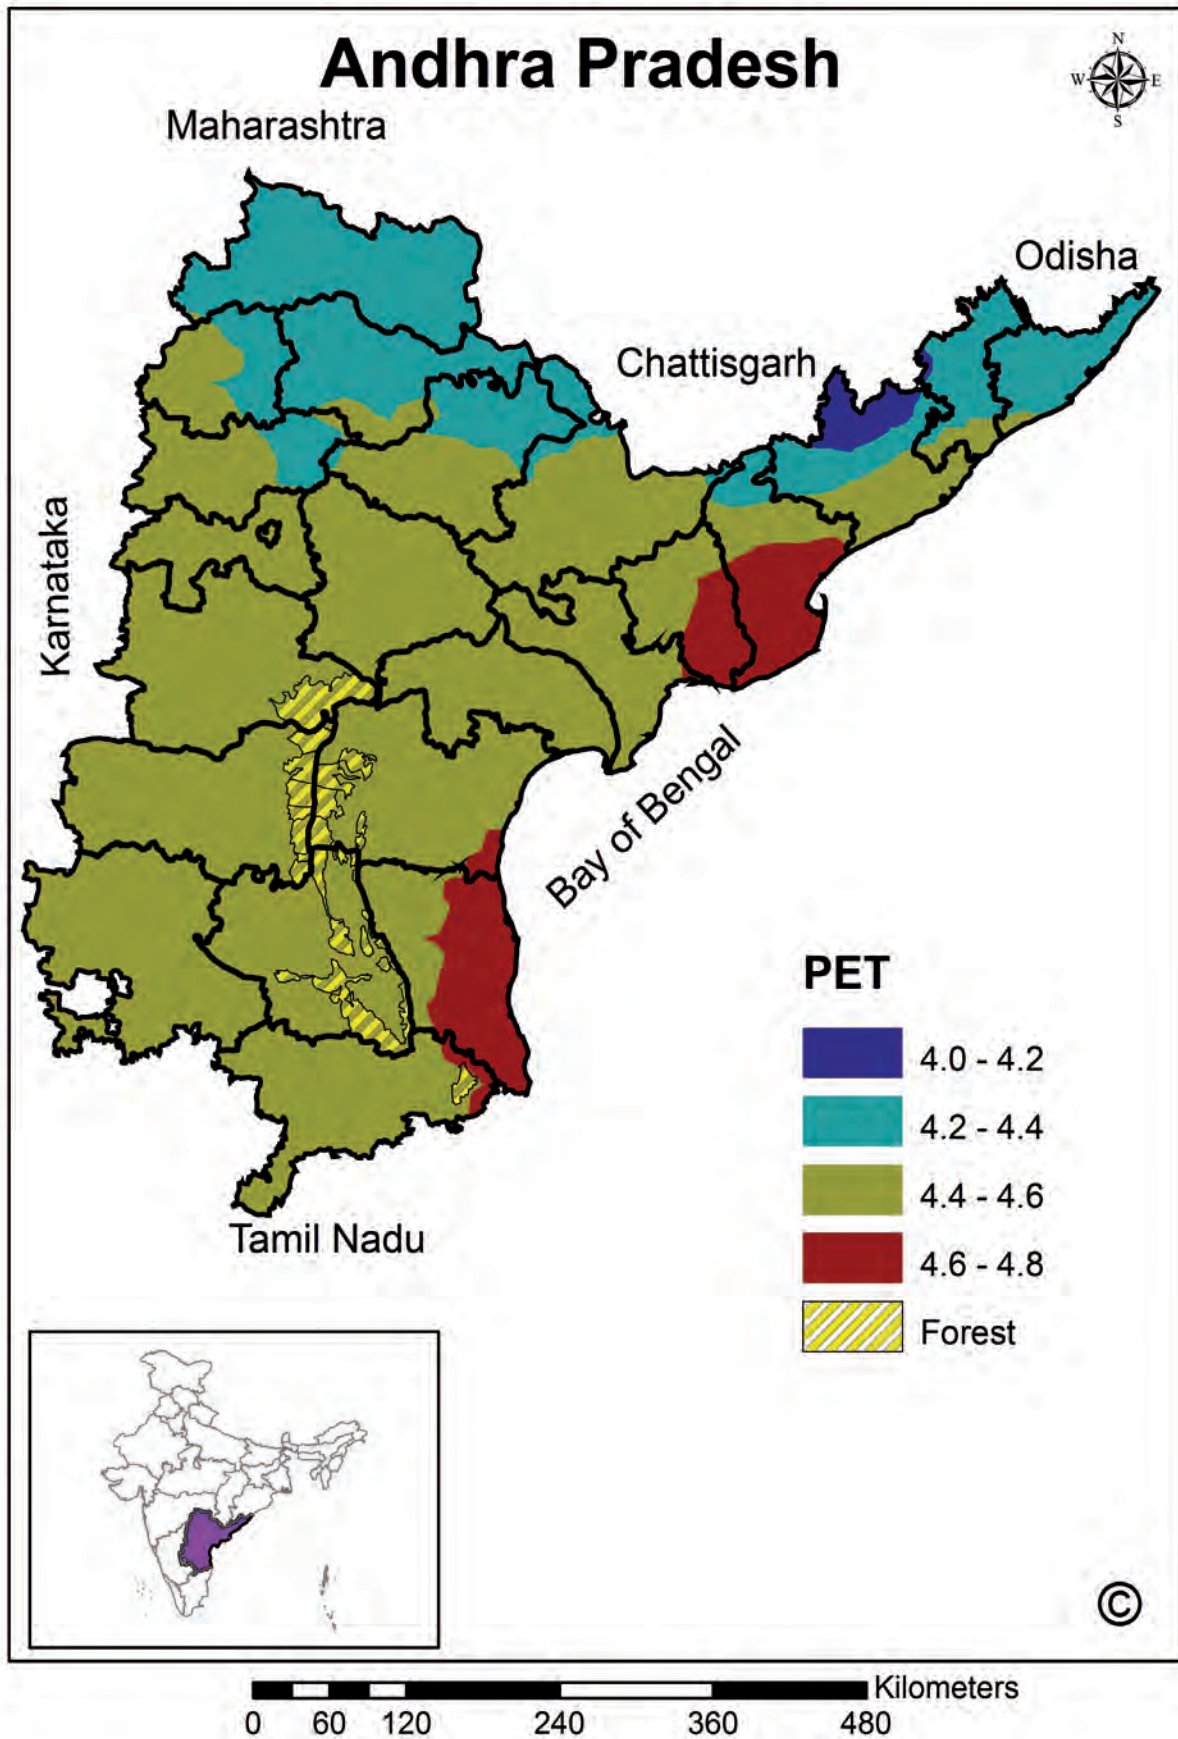 Andhra Pradesh
N
W E
S
Maharashtra
Odisha
Chattisgarh
Karnataka
Bay of Bengal
Tamil Nadu
PET
4.0 - 4.2
4.2 - 4.4
4.4 - 4.6
4.6 - 4.8
Forest
©
Kilometers
0 60 120 240 360 480